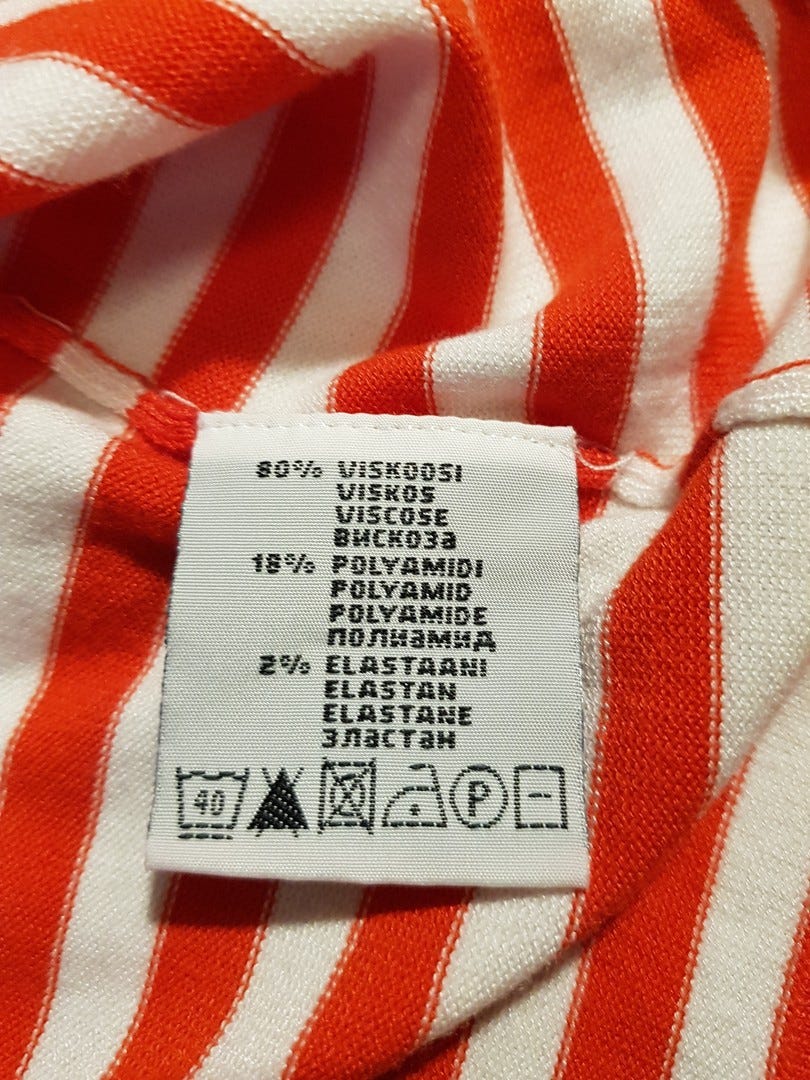 80% VISKOOSI
VISKOS
VISCOSE
ВИСКОЗа
18% POLYAMIDI
POLYAMID
POLYAMIDE
ПОЛИаМИД
2% ELASTAANI
ELASTAN
ELASTANE
ЭЛаСТаН
40 P